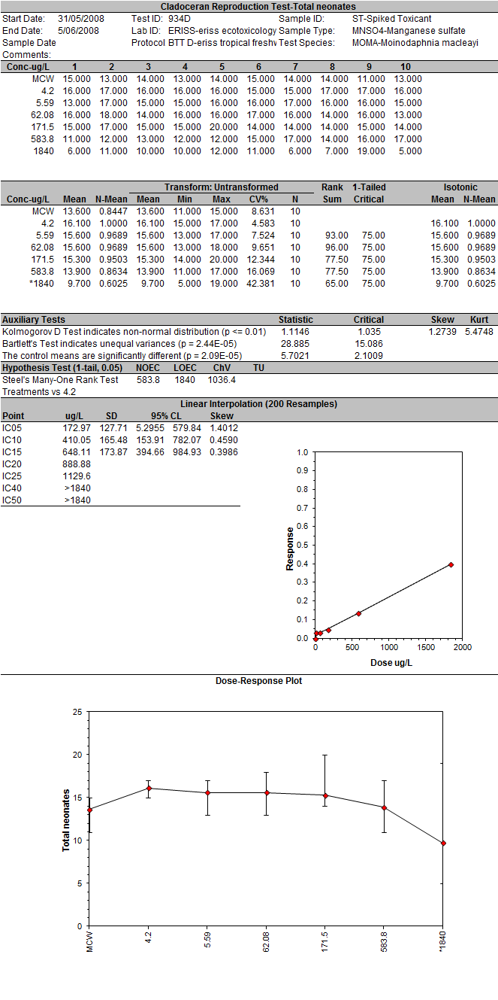 Cladoceran Reproduction Test-Total neonates
Start Date: 31/05/2008 Test ID: 934D Sample ID: ST-Spiked Toxicant
End Date: 5/06/2008 Lab ID: ERISS-eriss ecotoxicology Sample Type: MNSO4-Manganese sulfate
Sample Date Protocol BTT D-eriss tropical freshw Test Species: MOMA-Moinodaphnia macleayi
Comments:
Conc-ug/L 1 2 3 4 5 6 7 8 9 10
MCW 15.000 13.000 14.000 13.000 14.000 15.000 14.000 14.000 11.000 13.000
4.2 16.000 17.000 16.000 16.000 16.000 15.000 15.000 17.000 17.000 16.000
5.59 13.000 17.000 15.000 15.000 16.000 16.000 17.000 16.000 15.000 16.000
62.08 16.000 18.000 14.000 16.000 16.000 17.000 16.000 14.000 16.000 13.000
171.5 15.000 17.000 15.000 15.000 20.000 14.000 14.000 14.000 15.000 14.000
583.8 11.000 12.000 13.000 12.000 12.000 15.000 17.000 14.000 16.000 17.000
1840 6.000 11.000 10.000 10.000 12.000 11.000 6.000 7.000 19.000 5.000
Transform: Untransformed Rank 1-Tailed Isotonic
Conc-ug/L Mean N-Mean Mean Min Max CV% N Sum Critical Mean N-Mean
MCW 13.600 0.8447 13.600 11.000 15.000 8.631 10
4.2 16.100 1.0000 16.100 15.000 17.000 4.583 10 16.100 1.0000
5.59 15.600 0.9689 15.600 13.000 17.000 7.524 10 93.00 75.00 15.600 0.9689
62.08 15.600 0.9689 15.600 13.000 18.000 9.651 10 96.00 75.00 15.600 0.9689
171.5 15.300 0.9503 15.300 14.000 20.000 12.344 10 77.50 75.00 15.300 0.9503
583.8 13.900 0.8634 13.900 11.000 17.000 16.069 10 77.50 75.00 13.900 0.8634
*1840 9.700 0.6025 9.700 5.000 19.000 42.381 10 65.00 75.00 9.700 0.6025
Auxiliary Tests Statistic Critical Skew Kurt
Kolmogorov D Test indicates non-normal distribution (p <= 0.01) 1.1146 1.035 1.2739 5.4748
Bartlett's Test indicates unequal variances (p = 2.44E-05) 28.885 15.086
The control means are significantly different (p = 2.09E-05) 5.7021 2.1009
Hypothesis Test (1-tail, 0.05) NOEC LOEC ChV TU
Steel's Many-One Rank Test 583.8 1840 1036.4
Treatments vs 4.2
Linear Interpolation (200 Resamples)
Point ug/L SD 95% CL Skew
IC05 172.97 127.71 5.2955 579.84 1.4012
IC10 410.05 165.48 153.91 782.07 0.4590
IC15 648.11 173.87 394.66 984.93 0.3986
IC20 888.88
IC25 1129.6
IC40 >1840
IC50 >1840
1.0
0.9
0.8
0.7
0.6
0.5
0.4
0.3
0.2
0.1
0.0
Response
0 500 1000 1500 2000
Dose ug/L
Dose-Response Plot
25
20
15
10
5
0
Total neonates
MCW 4.2 5.59 62.08 171.5 583.8 *1840